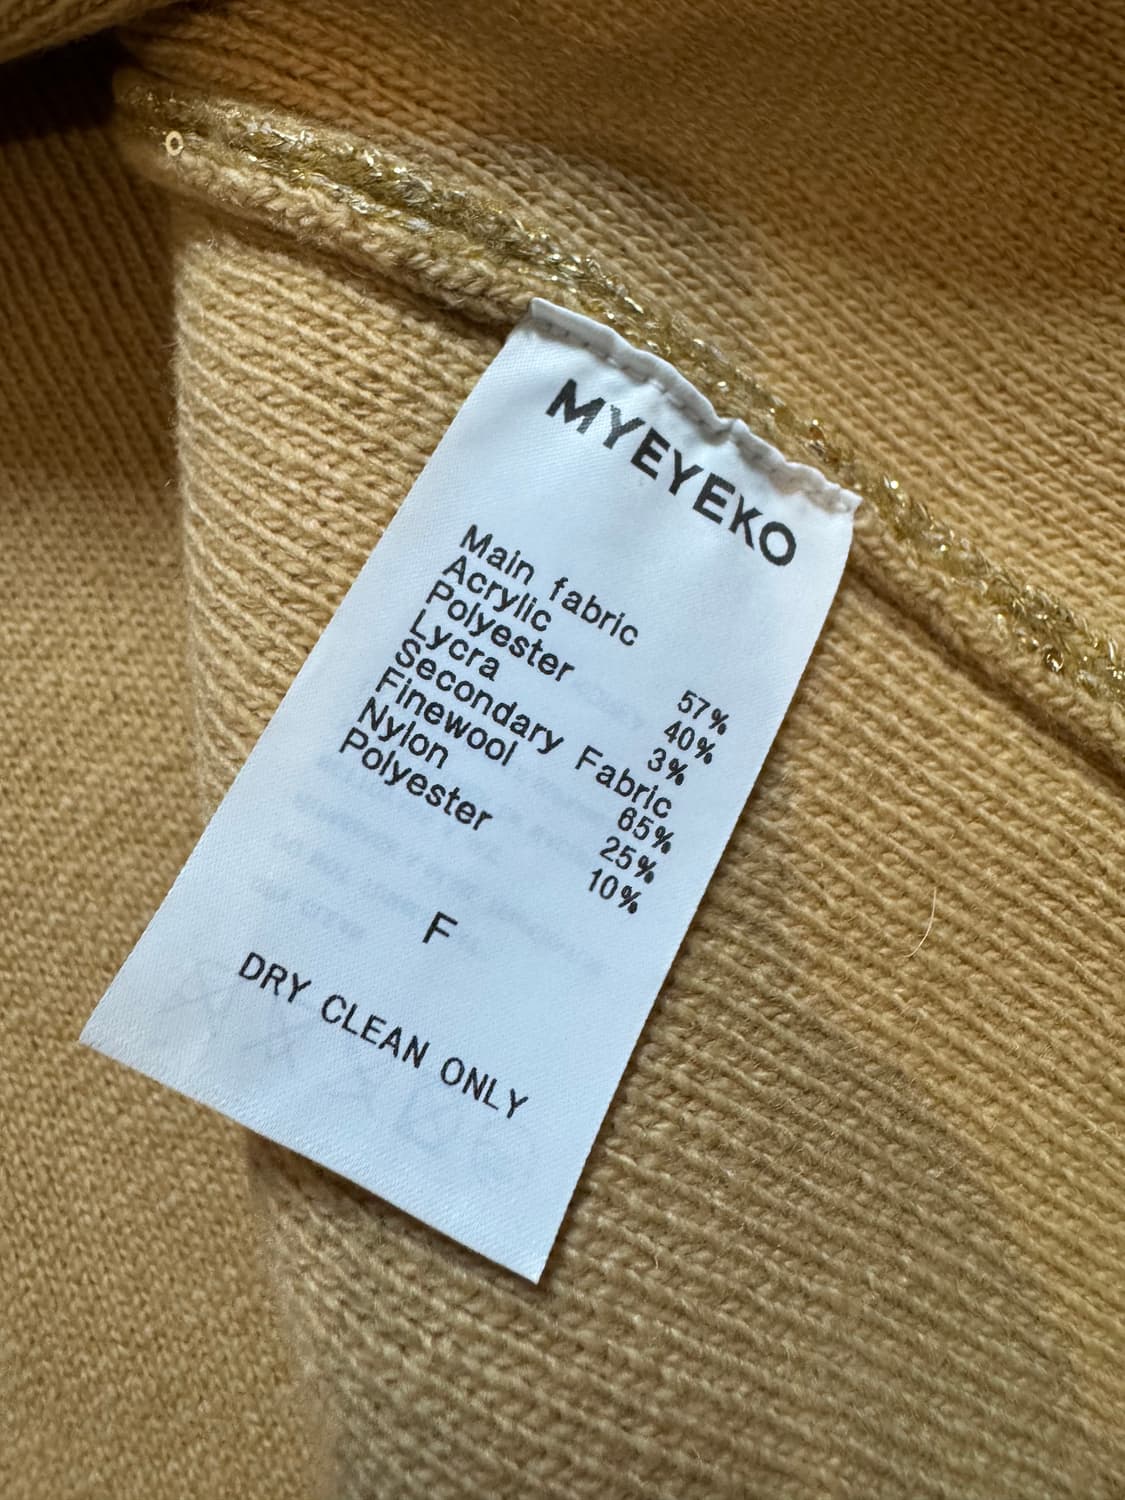 MYEYEKO
Main fabric
Acrylic 57%
Polyester 40%
Lycra 3%
Secondary Fabric
Finewool 65%
Nylon 25%
Polyester 10%
F
DRY CLEAN ONLY